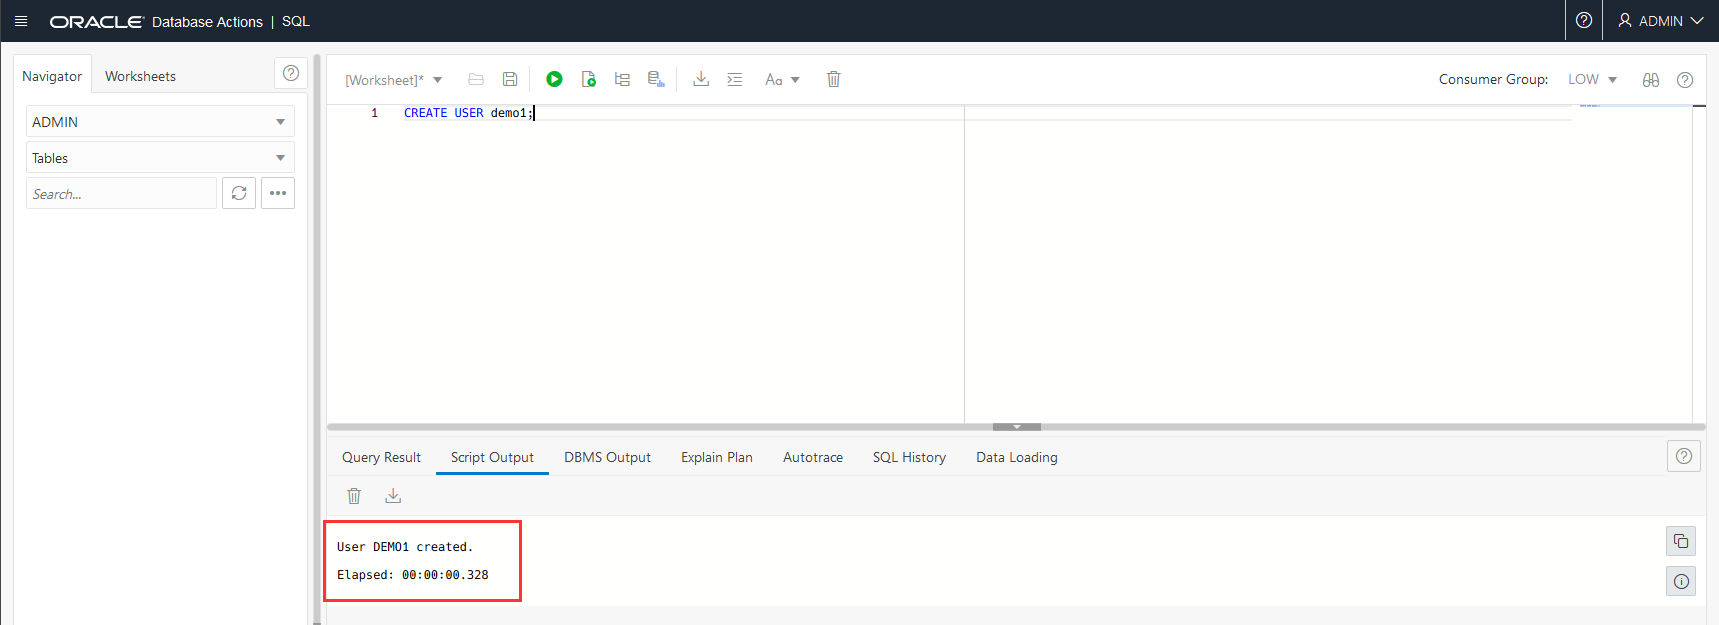 ORACLE Database Actions | SQL
ADMIN
Navigator
Worksheets
ADMIN
Tables
Search...
[Worksheet]*
Aa
Consumer Group: LOW
1 CREATE USER demo1;
Query Result
Script Output
DBMS Output
Explain Plan
Autotrace
SQL History
Data Loading
User DEMO1 created.
Elapsed: 00:00:00.328